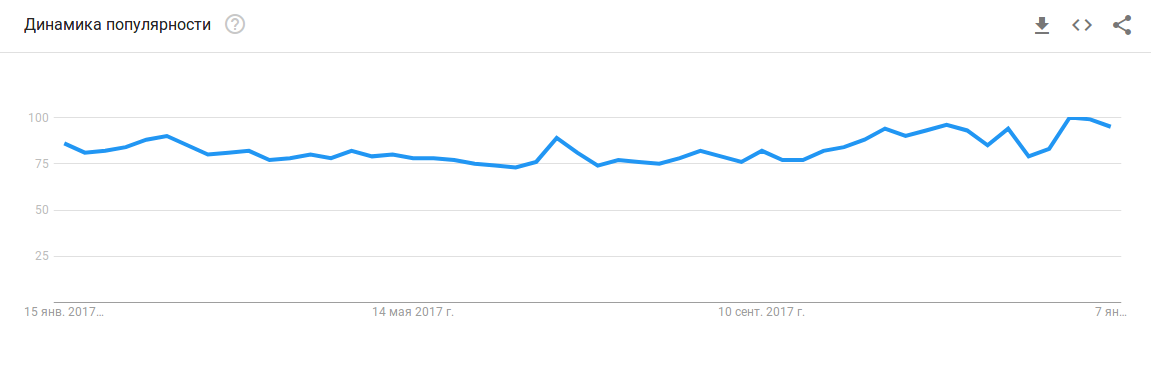 Динамика популярности ?
100
75
50
25
15 янв. 2017...
14 мая 2017 г.
10 сент. 2017 г.
7 ян...